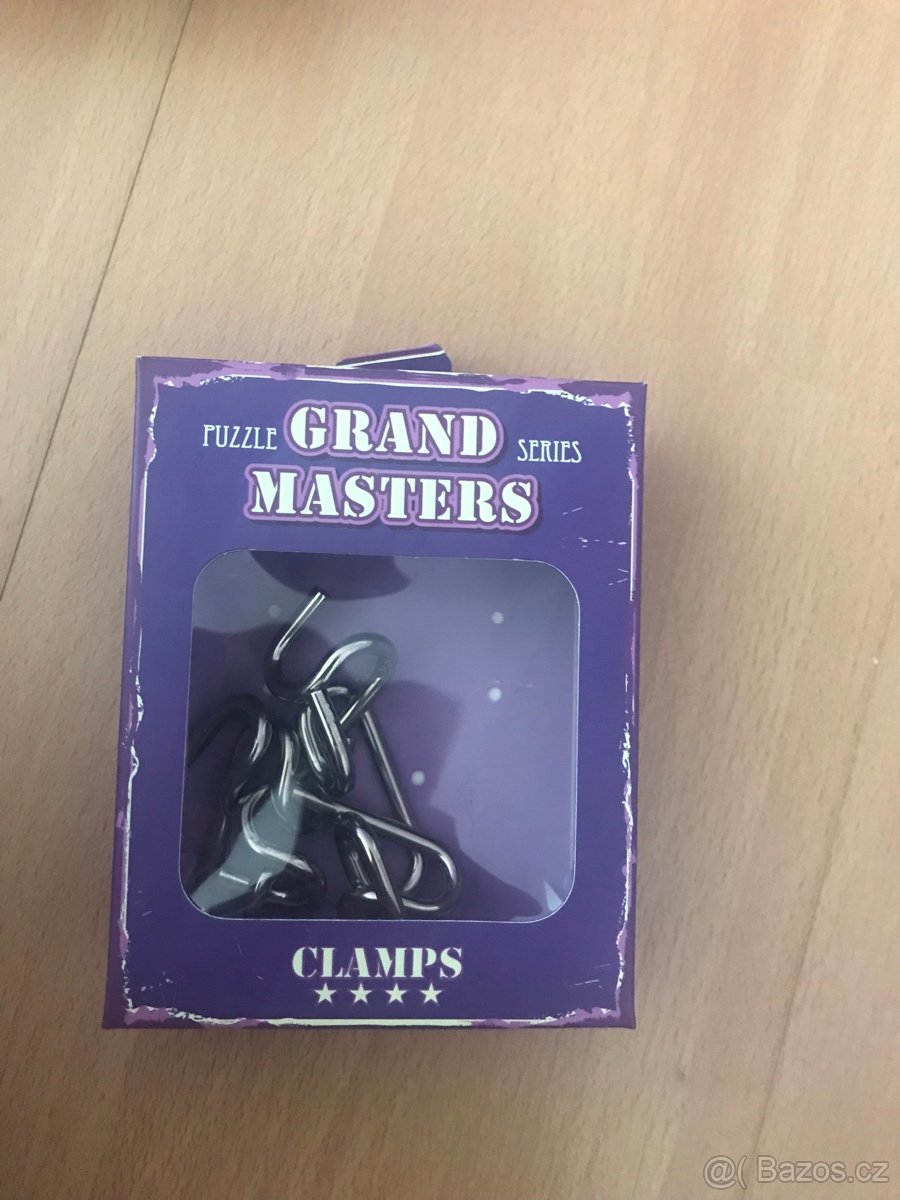 PUZZLE GRAND SERIES
MASTERS
CLAMPS
★★★★
@( Bazos.cz